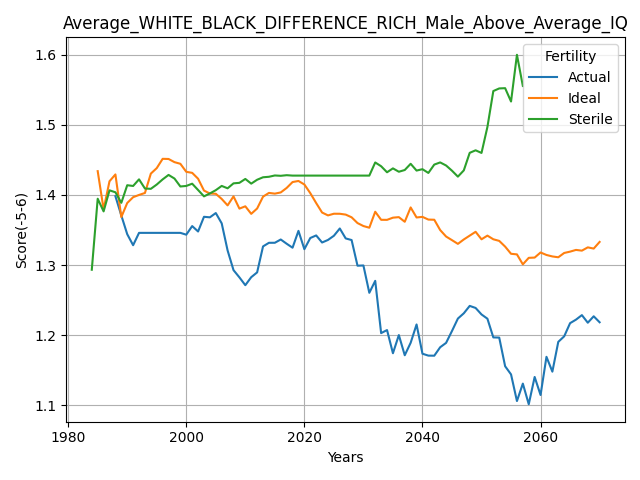 Average_WHITE_BLACK_DIFFERENCE_RICH_Male_Above_Average_IQ
Fertility
Actual
Ideal
Sterile
1.6
1.5
1.4
1.3
1.2
1.1
Score(-5-6)
1980
2000
2020
2040
2060
Years